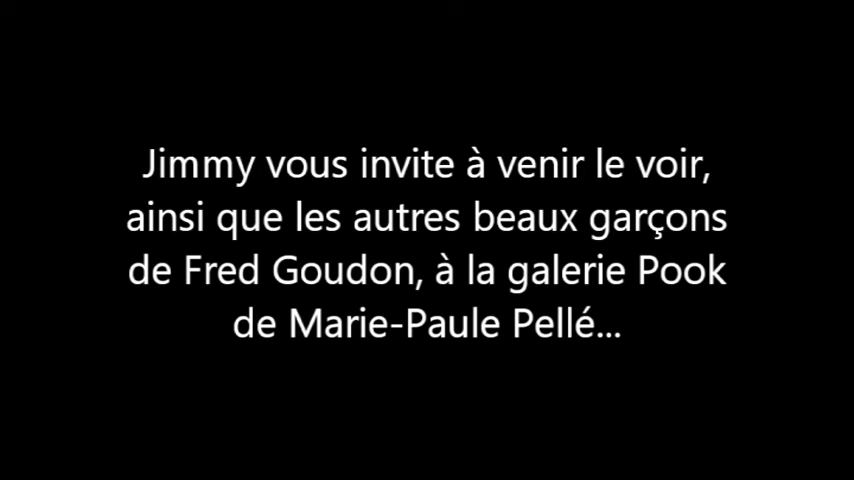 Jimmy vous invite à venir le voir,
ainsi que les autres beaux garçons
de Fred Goudon, à la galerie Pook
de Marie-Paule Pellé...